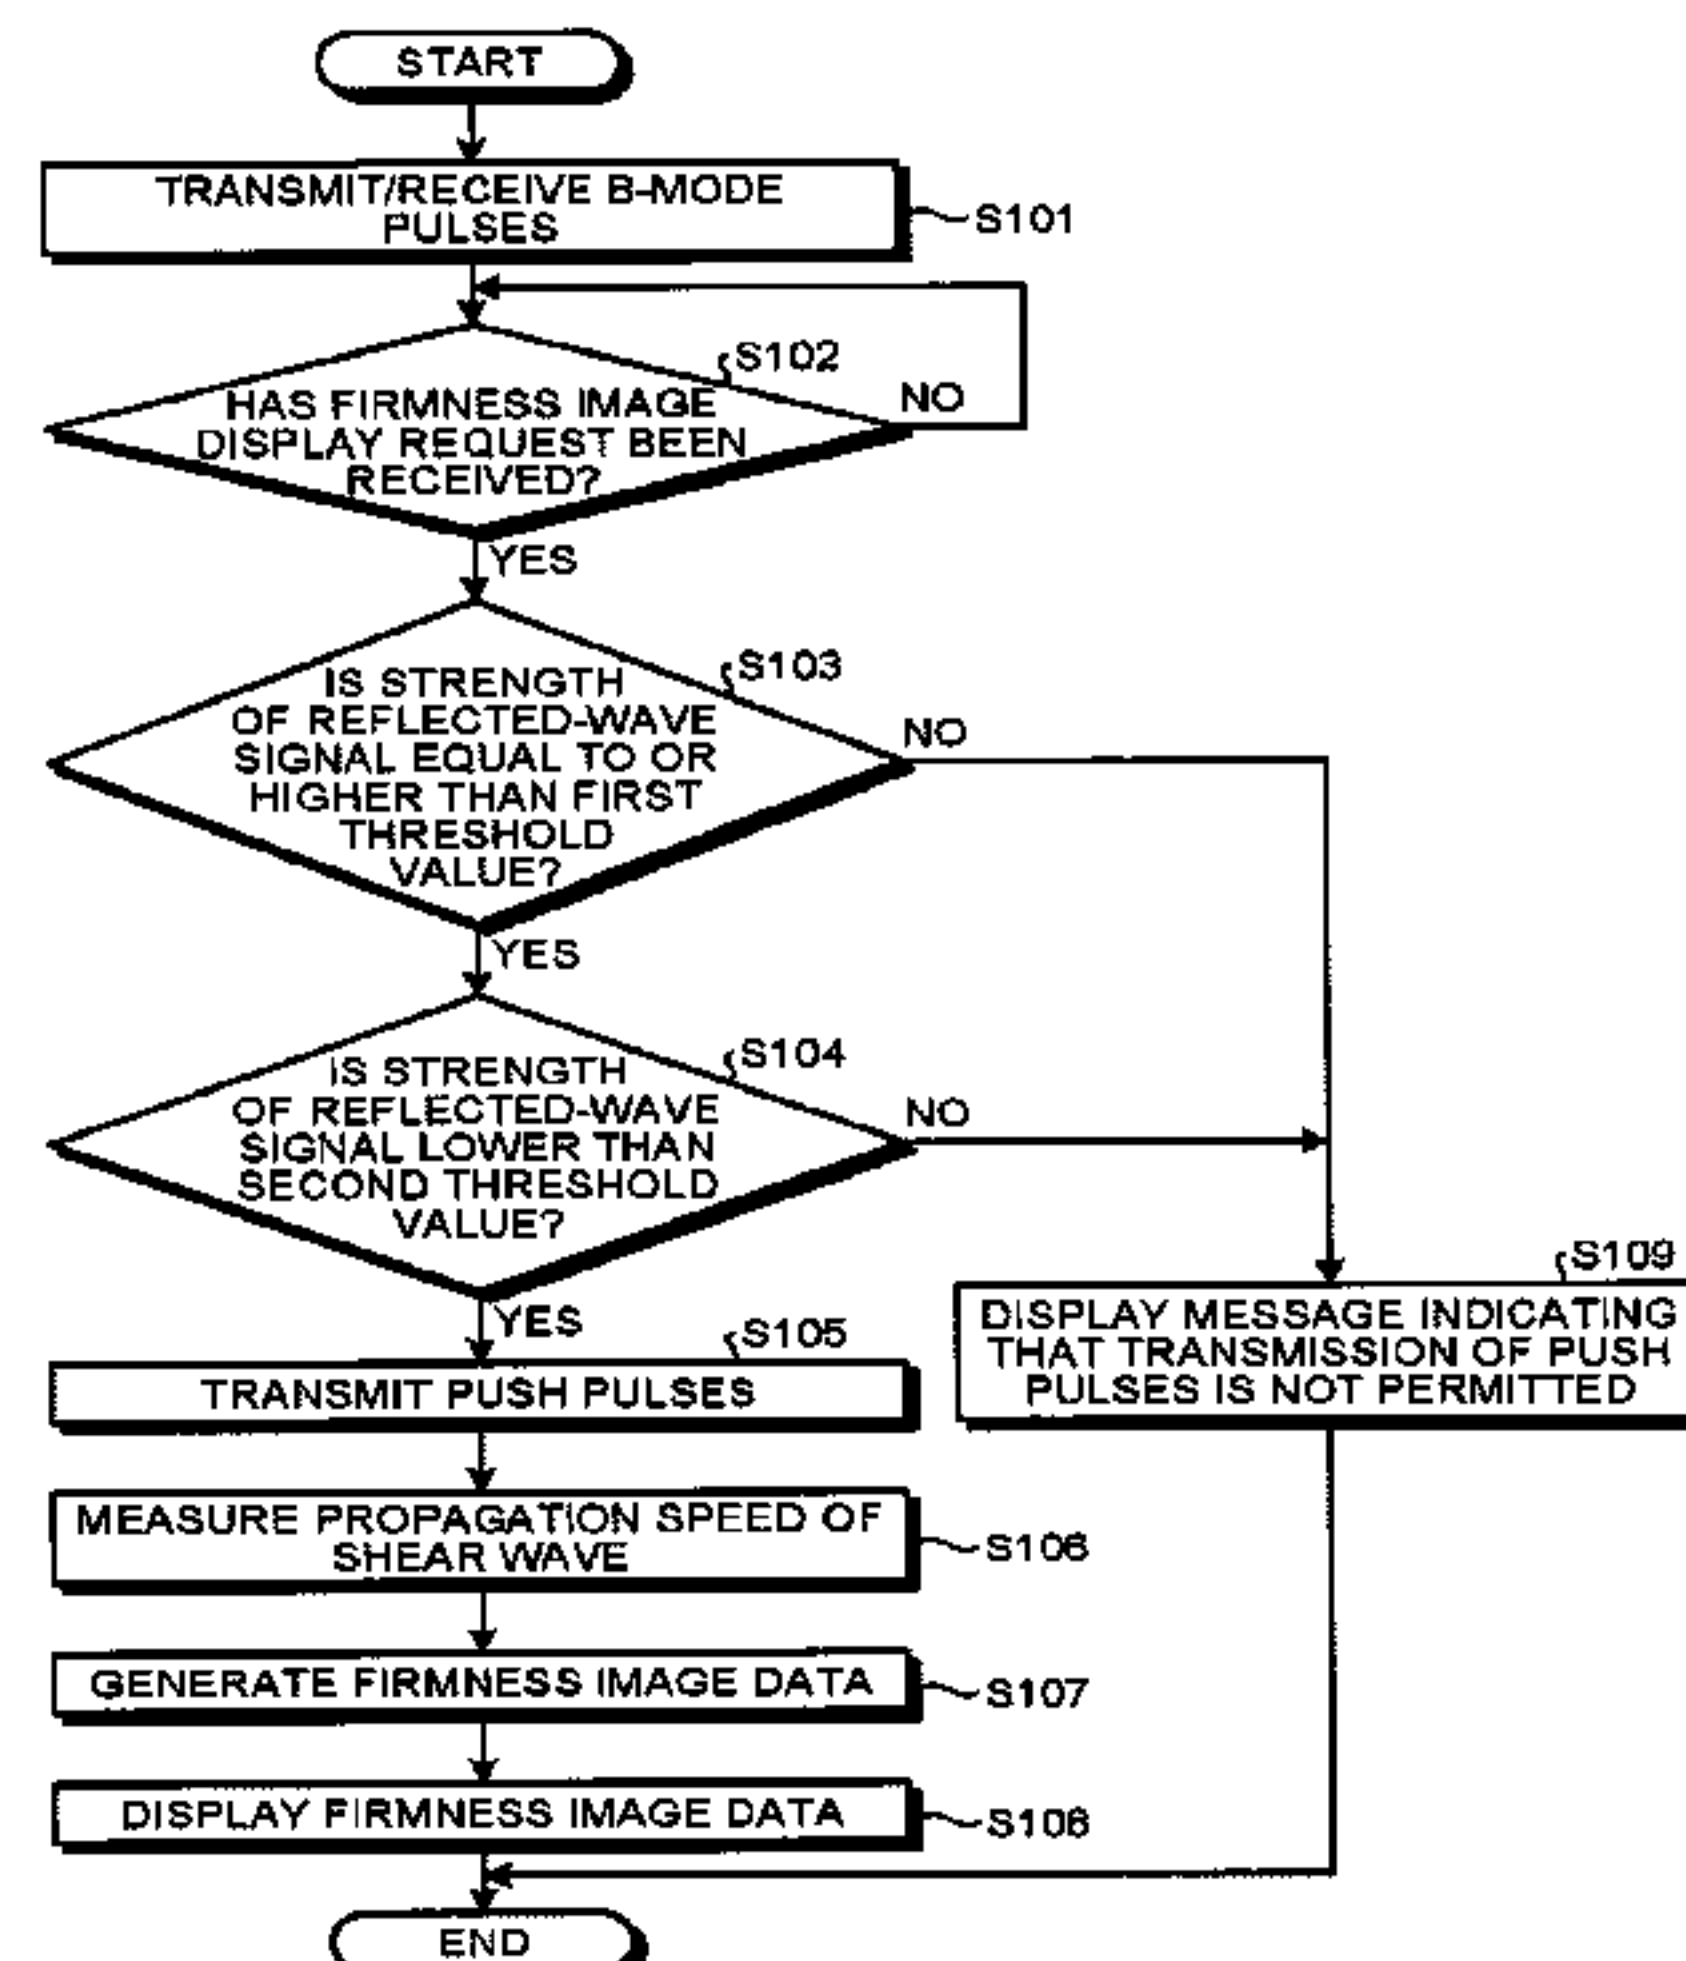 START
TRANSMIT/RECEIVE B-MODE
PULSES
S101
S102
HAS FIRMNESS IMAGE
DISPLAY REQUEST BEEN
RECEIVED?
NO
YES
S103
IS STRENGTH
OF REFLECTED-WAVE
SIGNAL EQUAL TO OR
HIGHER THAN FIRST
THRESHOLD
VALUE?
NO
YES
S104
IS STRENGTH
OF REFLECTED-WAVE
SIGNAL LOWER THAN
SECOND THRESHOLD
VALUE?
NO
YES
S109
DISPLAY MESSAGE INDICATING
THAT TRANSMISSION OF PUSH
PULSES IS NOT PERMITTED
S105
TRANSMIT PUSH PULSES
MEASURE PROPAGATION SPEED OF
SHEAR WAVE
S106
GENERATE FIRMNESS IMAGE DATA
S107
DISPLAY FIRMNESS IMAGE DATA
S108
END